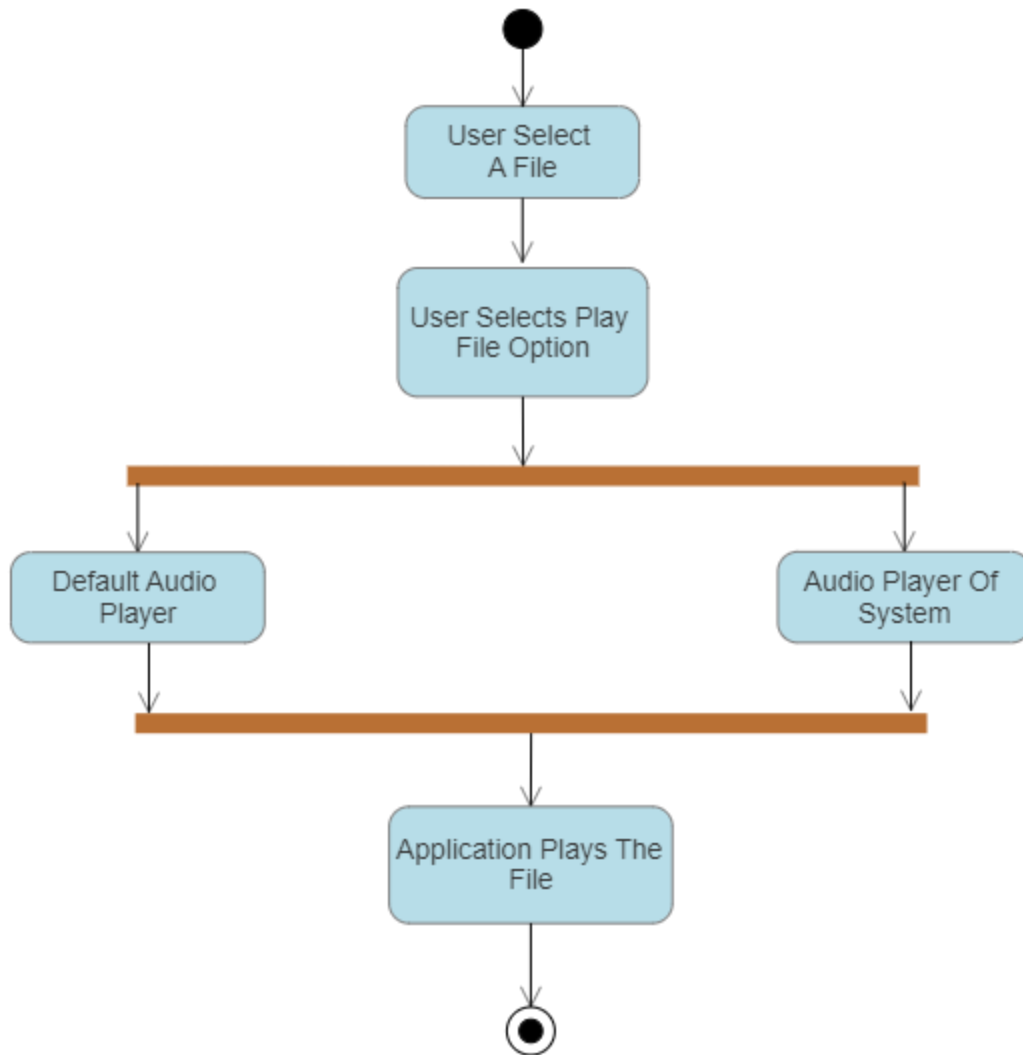 User Select
A File
User Selects Play
File Option
Default Audio
Player
Audio Player Of
System
Application Plays The
File